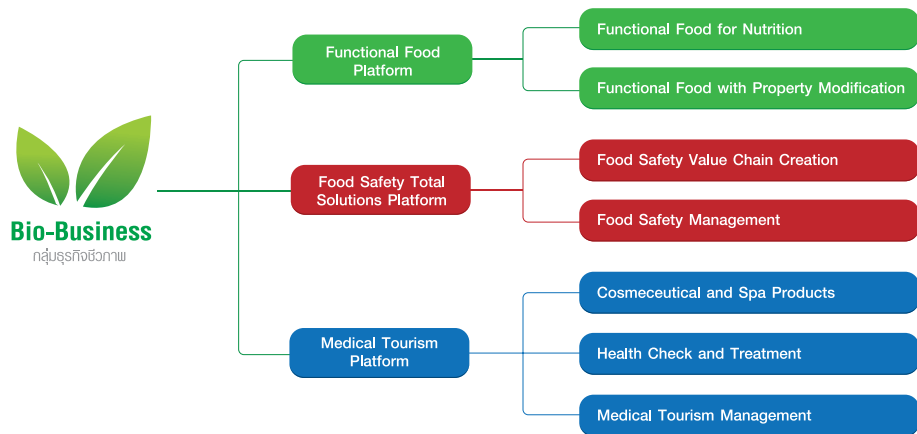 Bio-Business
กลุ่มธุรกิจชีวภาพ
Functional Food
Platform
Functional Food for Nutrition
Functional Food with Property Modification
Food Safety Total
Solutions Platform
Food Safety Value Chain Creation
Food Safety Management
Medical Tourism
Platform
Cosmeceutical and Spa Products
Health Check and Treatment
Medical Tourism Management